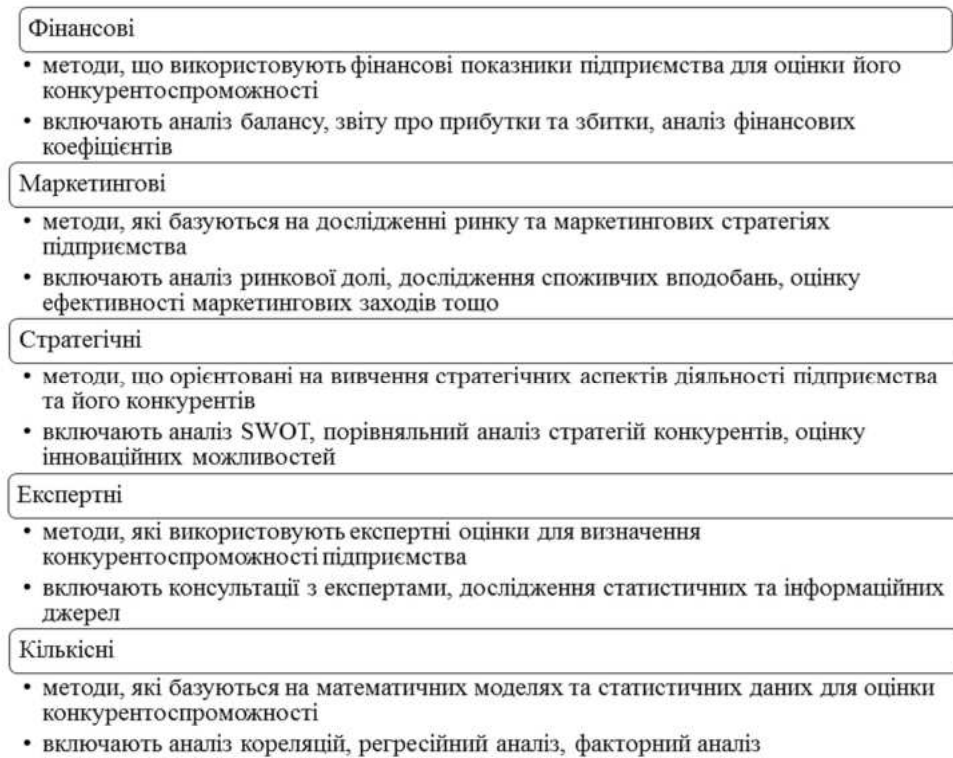 Фінансові
• методи, що використовують фінансові показники підприємства для оцінки його
конкурентоспроможності
• включають аналіз балансу, звіту про прибутки та збитки, аналіз фінансових
коефіцієнтів
Маркетингові
• методи, які базуються на дослідженні ринку та маркетингових стратегіях
підприємства
• включають аналіз ринкової долі, дослідження споживчих вподобань, оцінку
ефективності маркетингових заходів тощо
Стратегічні
• методи, що орієнтовані на вивчення стратегічних аспектів діяльності підприємства
та його конкурентів
• включають аналіз SWOT, порівняльний аналіз стратегій конкурентів, оцінку
інноваційних можливостей
Експертні
• методи, які використовують експертні оцінки для визначення
конкурентоспроможності підприємства
• включають консультації з експертами, дослідження статистичних та інформаційних
джерел
Кількісні
• методи, які базуються на математичних моделях та статистичних даних для оцінки
конкурентоспроможності
• включають аналіз кореляцій, регресійний аналіз, факторний аналіз